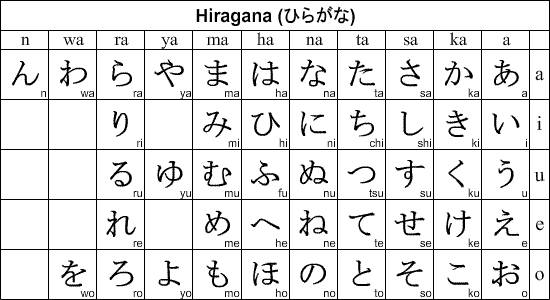 Hiragana (ひらがな)
n wa ra ya ma ha na ta sa ka a
ん わ ら や ま は な た さ か あ a
n wa ra ya ma ha na ta sa ka a
り み ひ に ち し き い i
ri mi hi ni chi shi ki i
る ゆ む ふ ぬ つ す く う u
ru yu mu fu nu tsu su ku u
れ め へ ね て せ け え e
re me he ne te se ke e
を ろ よ も ほ の と そ こ お o
wo ro yo mo ho no to so ko o